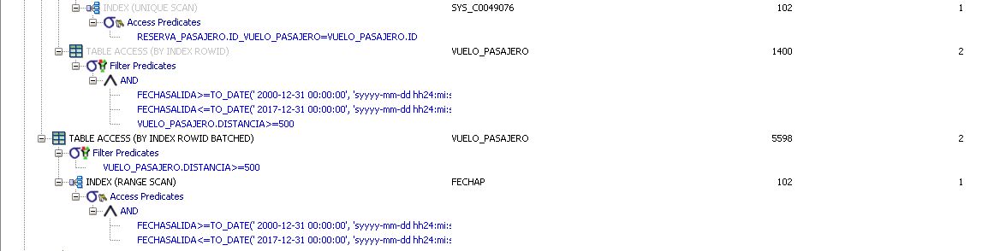 INDEX (UNIQUE SCAN) SYS_C0049076 102 1
Access Predicates
RESERVA_PASAJERO.ID_VUELO_PASAJERO=VUELO_PASAJERO.ID
TABLE ACCESS (BY INDEX ROWID) VUELO_PASAJERO 1400 2
Filter Predicates
AND
FECHASALIDA>=TO_DATE(' 2000-12-31 00:00:00', 'syyyy-mm-dd hh24:mi:s
FECHASALIDA<=TO_DATE(' 2017-12-31 00:00:00', 'syyyy-mm-dd hh24:mi:s
VUELO_PASAJERO.DISTANCIA>=500
TABLE ACCESS (BY INDEX ROWID BATCHED) VUELO_PASAJERO 5598 2
Filter Predicates
VUELO_PASAJERO.DISTANCIA>=500
INDEX (RANGE SCAN) FECHAP 102 1
Access Predicates
AND
FECHASALIDA>=TO_DATE(' 2000-12-31 00:00:00', 'syyyy-mm-dd hh24:mi:s
FECHASALIDA<=TO_DATE(' 2017-12-31 00:00:00', 'syyyy-mm-dd hh24:mi:s